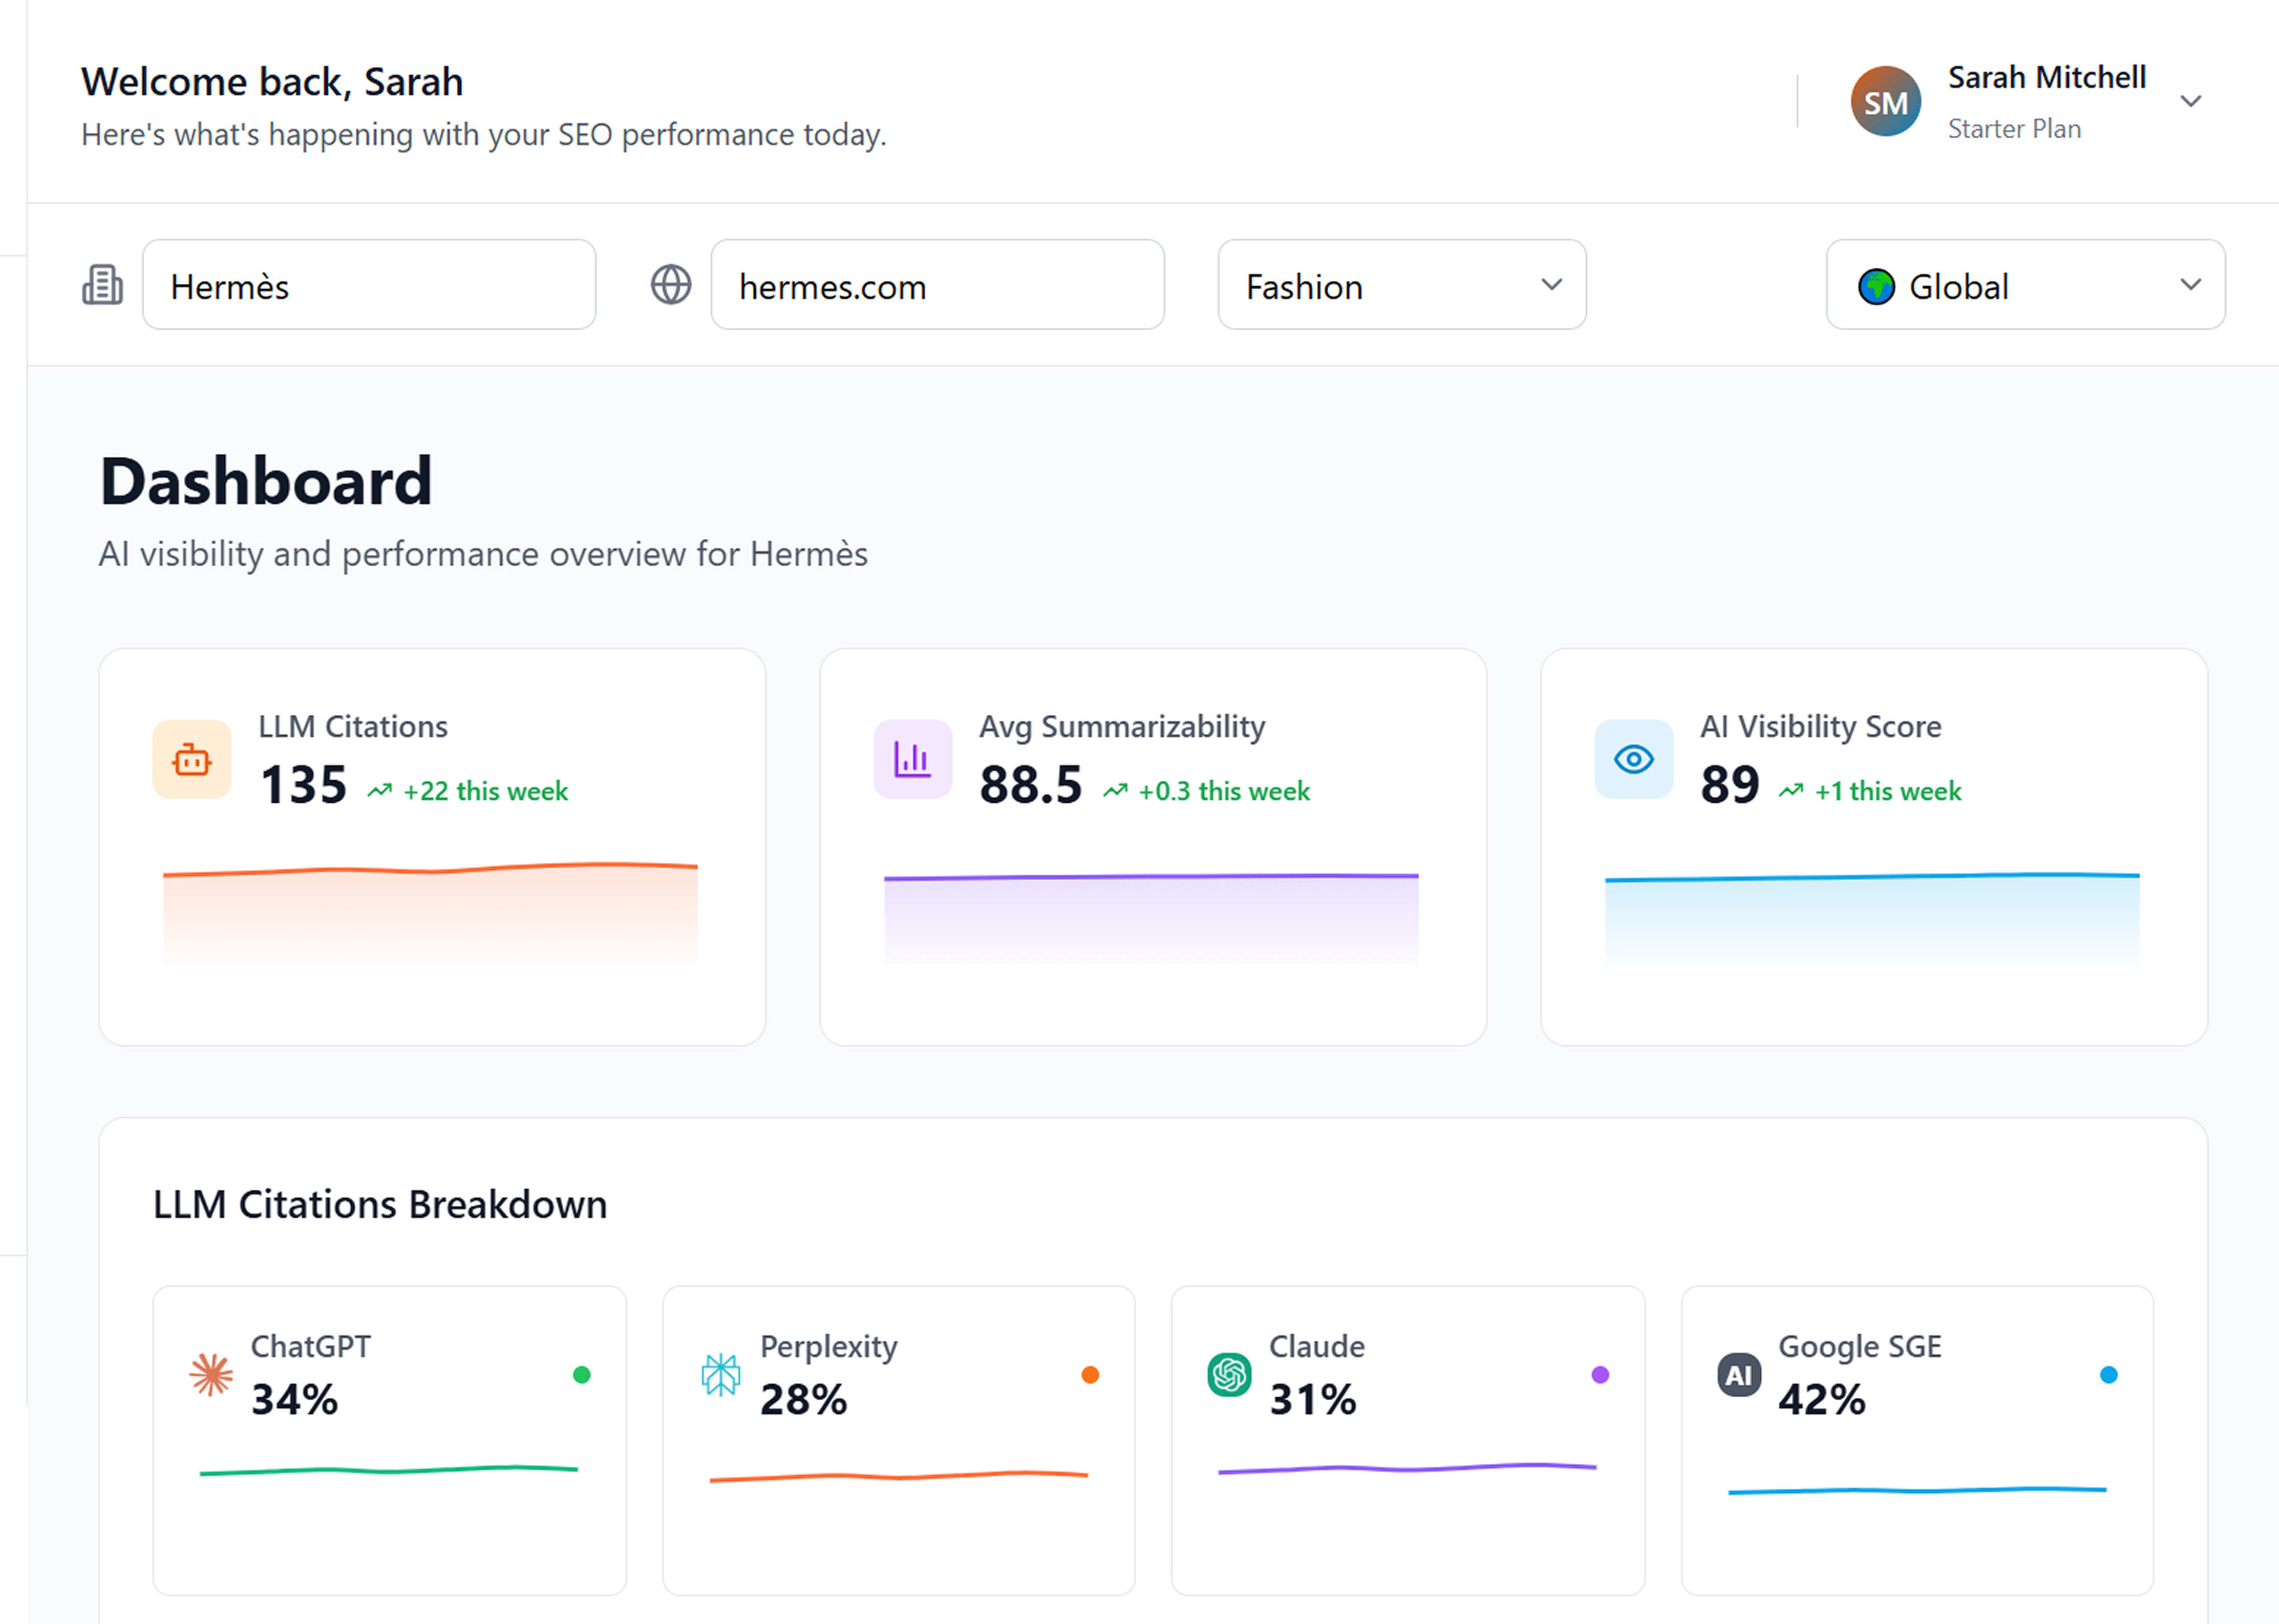 Welcome back, Sarah
Here's what's happening with your SEO performance today.
SM
Sarah Mitchell
Starter Plan
Hermès
hermes.com
Fashion
Global
Dashboard
AI visibility and performance overview for Hermès
LLM Citations
135 +22 this week
Avg Summarizability
88.5 +0.3 this week
AI Visibility Score
89 +1 this week
LLM Citations Breakdown
ChatGPT
34%
Perplexity
28%
Claude
31%
AI
Google SGE
42%